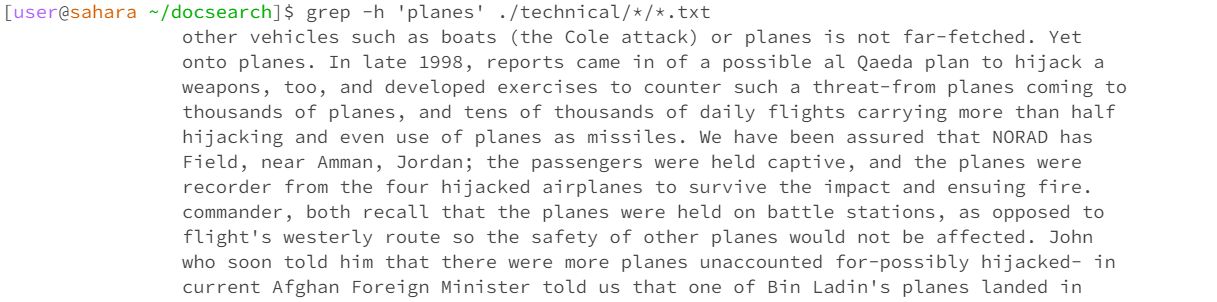 [user@sahara ~/docsearch]$ grep -h 'planes' ./technical/*/*.txt
other vehicles such as boats (the Cole attack) or planes is not far-fetched. Yet
onto planes. In late 1998, reports came in of a possible al Qaeda plan to hijack a
weapons, too, and developed exercises to counter such a threat-from planes coming to
thousands of planes, and tens of thousands of daily flights carrying more than half
hijacking and even use of planes as missiles. We have been assured that NORAD has
Field, near Amman, Jordan; the passengers were held captive, and the planes were
recorder from the four hijacked airplanes to survive the impact and ensuing fire.
commander, both recall that the planes were held on battle stations, as opposed to
flight's westerly route so the safety of other planes would not be affected. John
who soon told him that there were more planes unaccounted for-possibly hijacked- in
current Afghan Foreign Minister told us that one of Bin Ladin's planes landed in